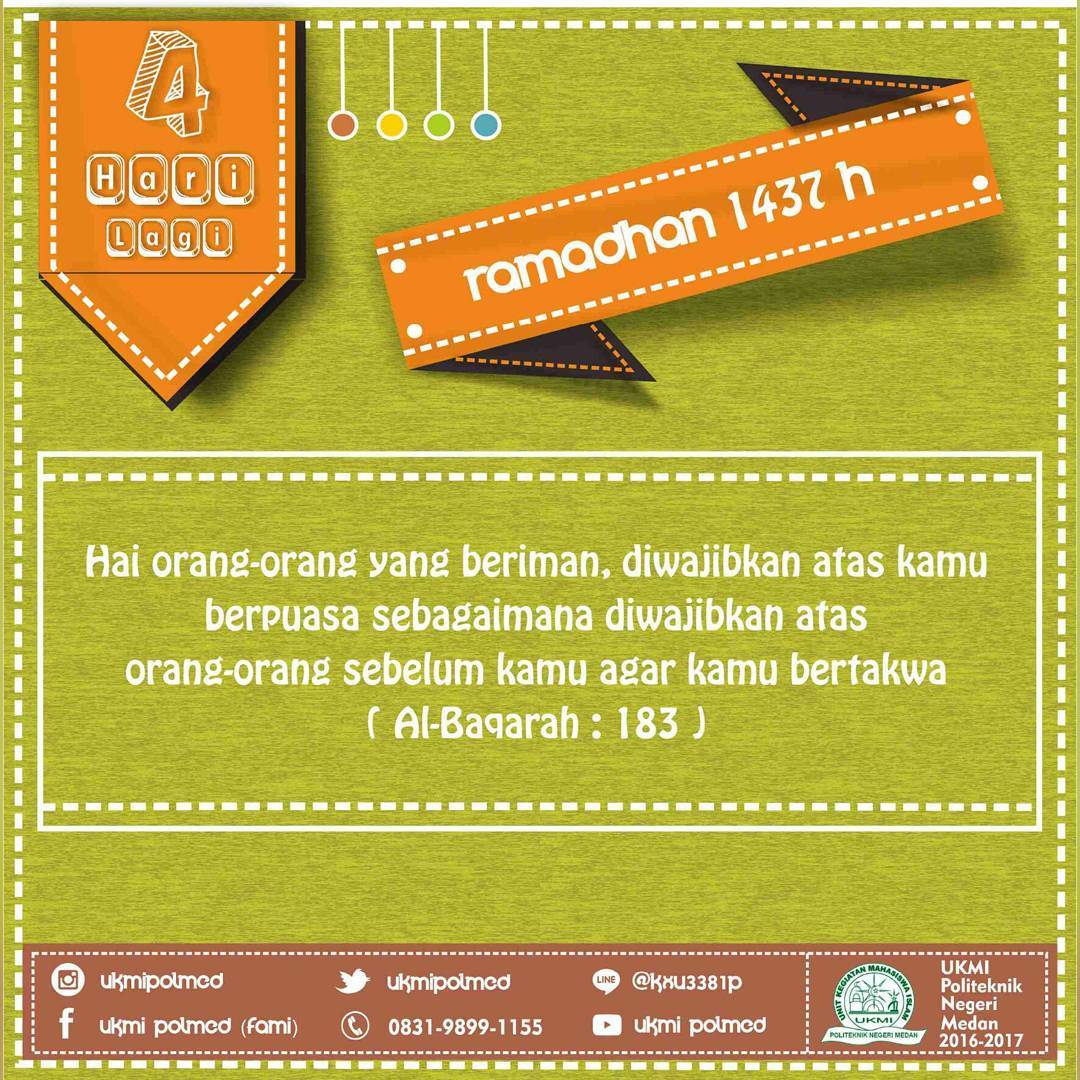 4
Hari
Lagi
ramadhan 1437 h
Hai orang-orang yang beriman, diwajibkan atas kamu
berpuasa sebagaimana diwajibkan atas
orang-orang sebelum kamu agar kamu bertakwa
( Al-Baqarah : 183 )
ukmipolmed
ukmipolmed
LINE
@kxu3381p
ukmi polmed (fami)
0831-9899-1155
ukmi polmed
UNIT KEGIATAN MAHASISWA ISLAM
UKMI
POLITEKNIK NEGERI MEDAN
UKMI
Politeknik
Negeri
Medan
2016-2017